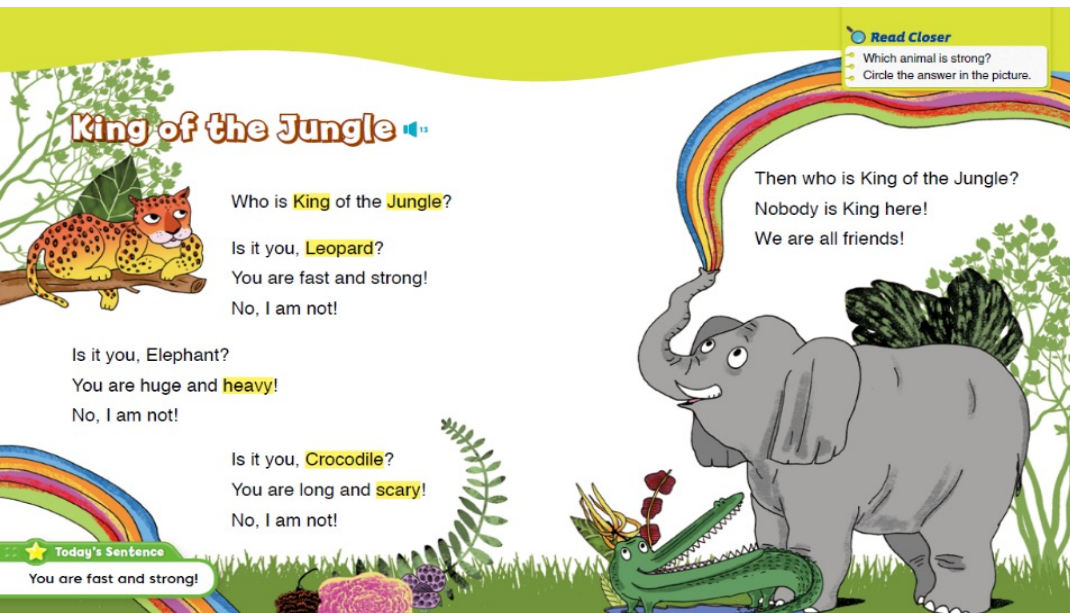 Read Closer
Which animal is strong?
Circle the answer in the picture.
King of the Jungle
13
Who is King of the Jungle?
Is it you, Leopard?
You are fast and strong!
No, I am not!
Is it you, Elephant?
You are huge and heavy!
No, I am not!
Is it you, Crocodile?
You are long and scary!
No, I am not!
Then who is King of the Jungle?
Nobody is King here!
We are all friends!
Today's Sentence
You are fast and strong!